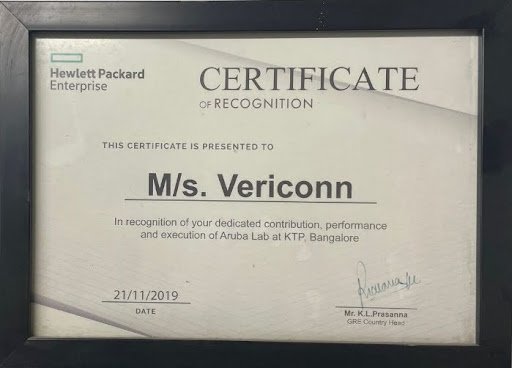 Hewlett Packard
Enterprise
CERTIFICATE
OF RECOGNITION
THIS CERTIFICATE IS PRESENTED TO
M/s. Vericonn
In recognition of your dedicated contribution, performance
and execution of Aruba Lab at KTP, Bangalore
21/11/2019
DATE
Prasanna
Mr. K.L.Prasanna
GRE Country Head